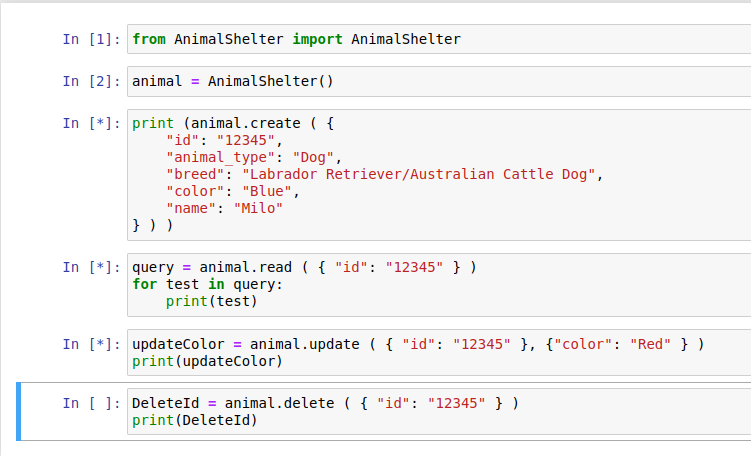 In [1]: from AnimalShelter import AnimalShelter
In [2]: animal = AnimalShelter()
In [*]: print (animal.create ( {
    "id": "12345",
    "animal_type": "Dog",
    "breed": "Labrador Retriever/Australian Cattle Dog",
    "color": "Blue",
    "name": "Milo"
} ) )
In [*]: query = animal.read ( { "id": "12345" } )
for test in query:
    print(test)
In [*]: updateColor = animal.update ( { "id": "12345" }, {"color": "Red" } )
print(updateColor)
In [ ]: DeleteId = animal.delete ( { "id": "12345" } )
print(DeleteId)